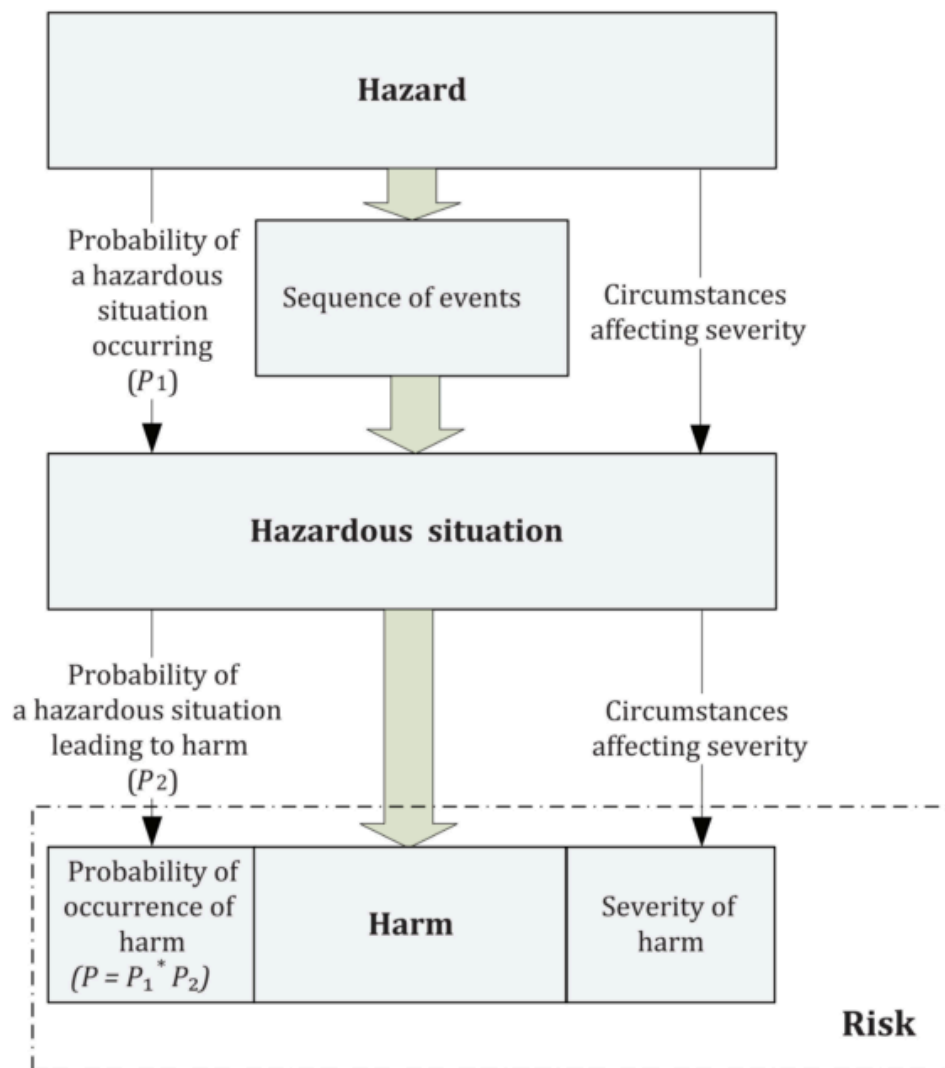 Hazard
Probability of
a hazardous
situation
occurring
(P1)
Sequence of events
Circumstances
affecting severity
Hazardous situation
Probability of
a hazardous situation
leading to harm
(P2)
Circumstances
affecting severity
Probability of
occurrence of
harm
(P = P₁* P₂)
Harm
Severity of
harm
Risk